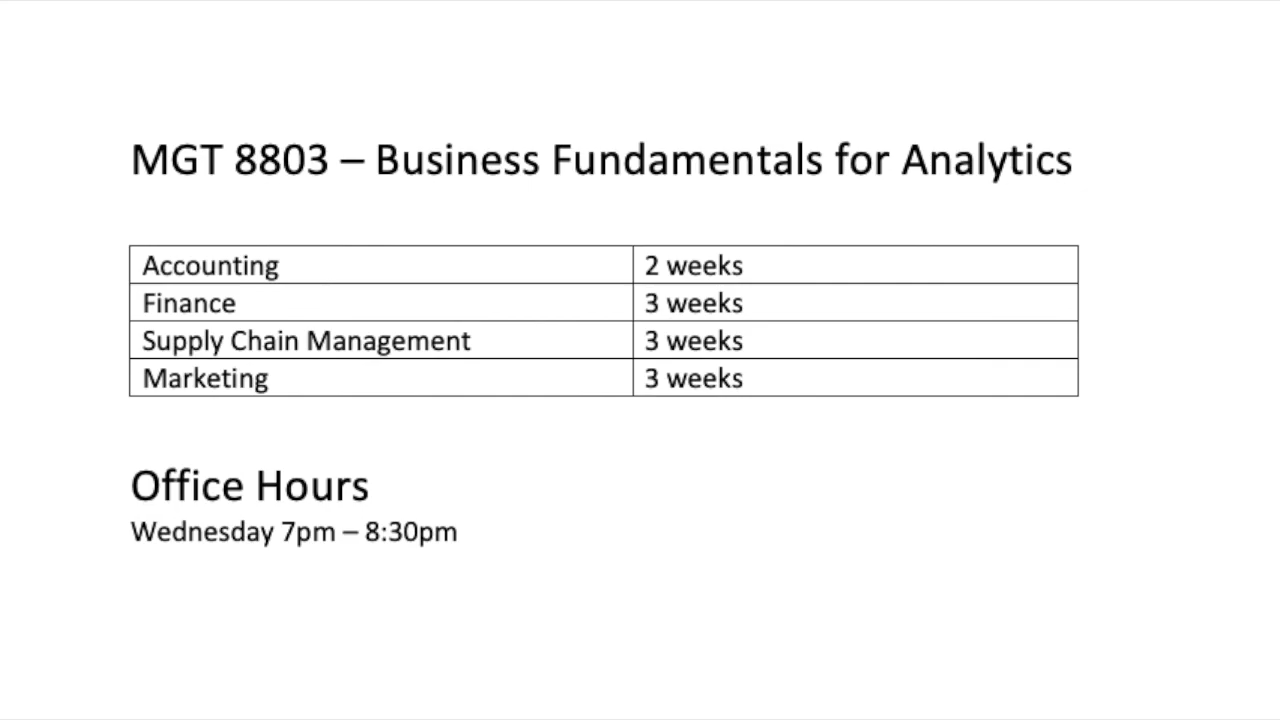 MGT 8803 – Business Fundamentals for Analytics
Accounting 2 weeks
Finance 3 weeks
Supply Chain Management 3 weeks
Marketing 3 weeks
Office Hours
Wednesday 7pm – 8:30pm